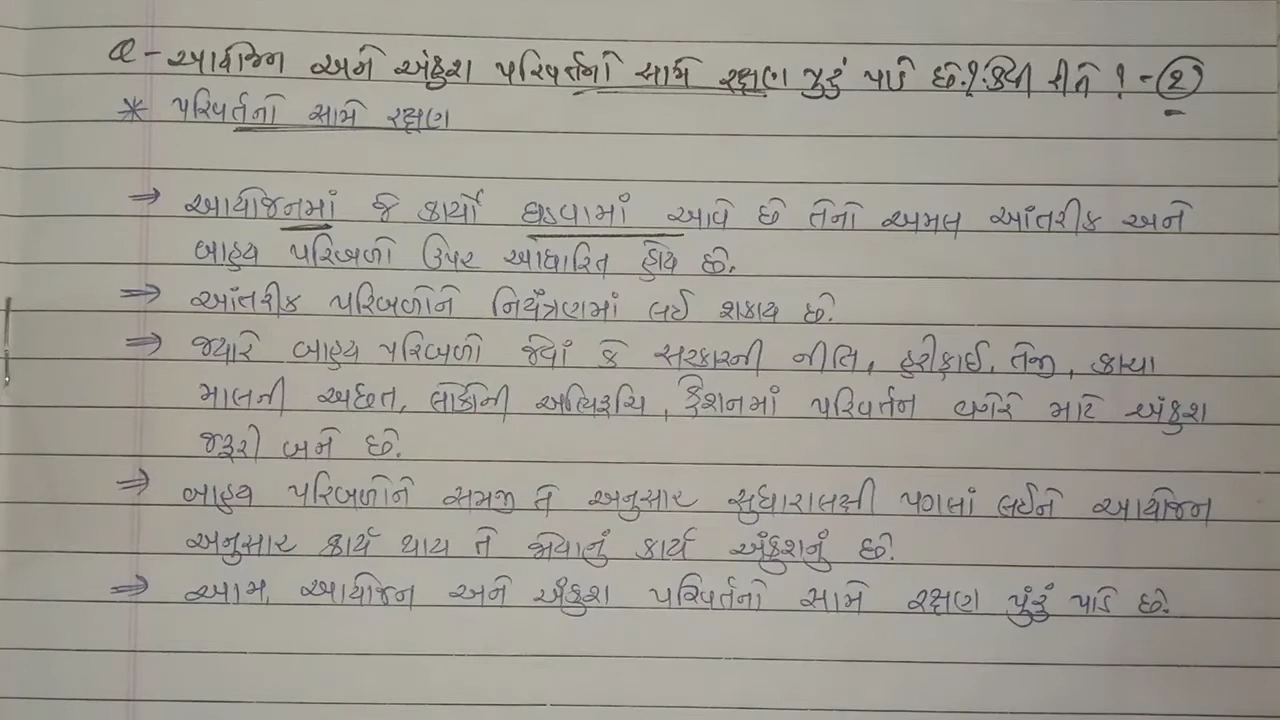 Q - આયોજન અને અંકુશ પરિવર્તનો સામે રક્ષણ પુરું પાડે છે.? કેવી રીતે ? - (૨)
* પરિવર્તનો સામે રક્ષણ
⇒ આયોજનમાં જે કાર્યો ઘડવામાં આવે છે તેનો અમલ આંતરીક અને
બાહ્ય પરિબળો ઉપર આધારિત હોય છે.
⇒ આંતરીક પરિબળોને નિયંત્રણમાં લઈ શકાય છે.
⇒ જ્યારે બાહ્ય પરિબળો જેવાં કે સરકારની નીતિ, હરીફાઈ, તેજી, કાચા
માલની અછત, લોકોની અભિરૂચિ, ફેશનમાં પરિવર્તન વગેરે માટે અંકુશ
જરૂરી બને છે.
⇒ બાહ્ય પરિબળોને સમજી તે અનુસાર સુધારાલક્ષી પગલાં લઈને આયોજન
અનુસાર કાર્ય થાય તે જોવાનું કાર્ય અંકુશનું છે.
⇒ આમ, આયોજન અને અંકુશ પરિવર્તનો સામે રક્ષણ પુરું પાડે છે.